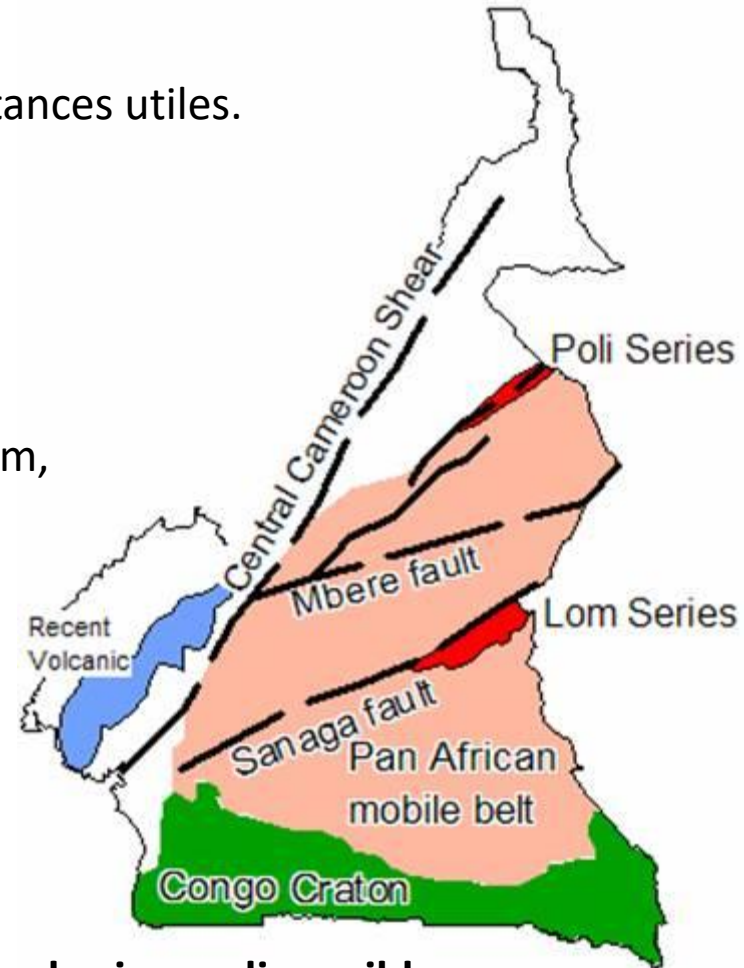 tances utiles.
Central Cameroon Shear
Poli Series
m,
Mbere fault
Recent
Volcanic
Lom Series
Sanaga fault
Pan African
mobile belt
Congo Craton